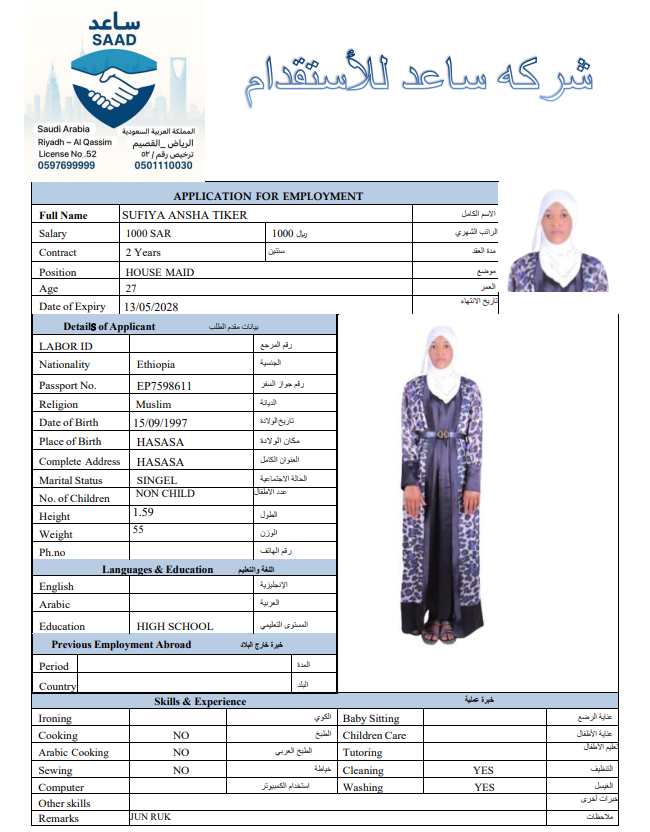 ساعد
SAAD
Saudi Arabia المملكة العربية السعودية
Riyadh ~ Al Qassim الرياض _القصيم
License No .52 ترخيص رقم / ٥٢
0597699999 0501110030
شركه ساعد للأستقدام
APPLICATION FOR EMPLOYMENT
Full Name SUFIYA ANSHA TIKER الاسم الكامل
Salary 1000 SAR 1000 ريال الراتب الشهري
Contract 2 Years سنتين مدة العقد
Position HOUSE MAID موضع
Age 27 العمر
Date of Expiry 13/05/2028 تاريخ الانتهاء
Details of Applicant بيانات مقدم الطلب
LABOR ID رقم المرجع
Nationality Ethiopia الجنسية
Passport No. EP7598611 رقم جواز السفر
Religion Muslim الديانة
Date of Birth 15/09/1997 تاريخ الولادة
Place of Birth HASASA مكان الولادة
Complete Address HASASA العنوان الكامل
Marital Status SINGEL الحالة الاجتماعية
No. of Children NON CHILD عدد الاطفال
Height 1.59 الطول
Weight 55 الوزن
Ph.no رقم الهاتف
Languages & Education اللغة والتعليم
English الإنجليزية
Arabic العربية
Education HIGH SCHOOL المستوى التعليمي
Previous Employment Abroad خبرة خارج البلاد
Period المدة
Country البلد
Skills & Experience خبرة عملية
Ironing الكوي Baby Sitting عناية الرضع
Cooking NO الطبخ Children Care عناية الأطفال
Arabic Cooking NO الطبخ العربي Tutoring تعليم الأطفال
Sewing NO خياطة Cleaning YES التنظيف
Computer استخدام الكمبيوتر Washing YES الغيسل
Other skills خبرات أخرى
Remarks JUN RUK ملاحظات